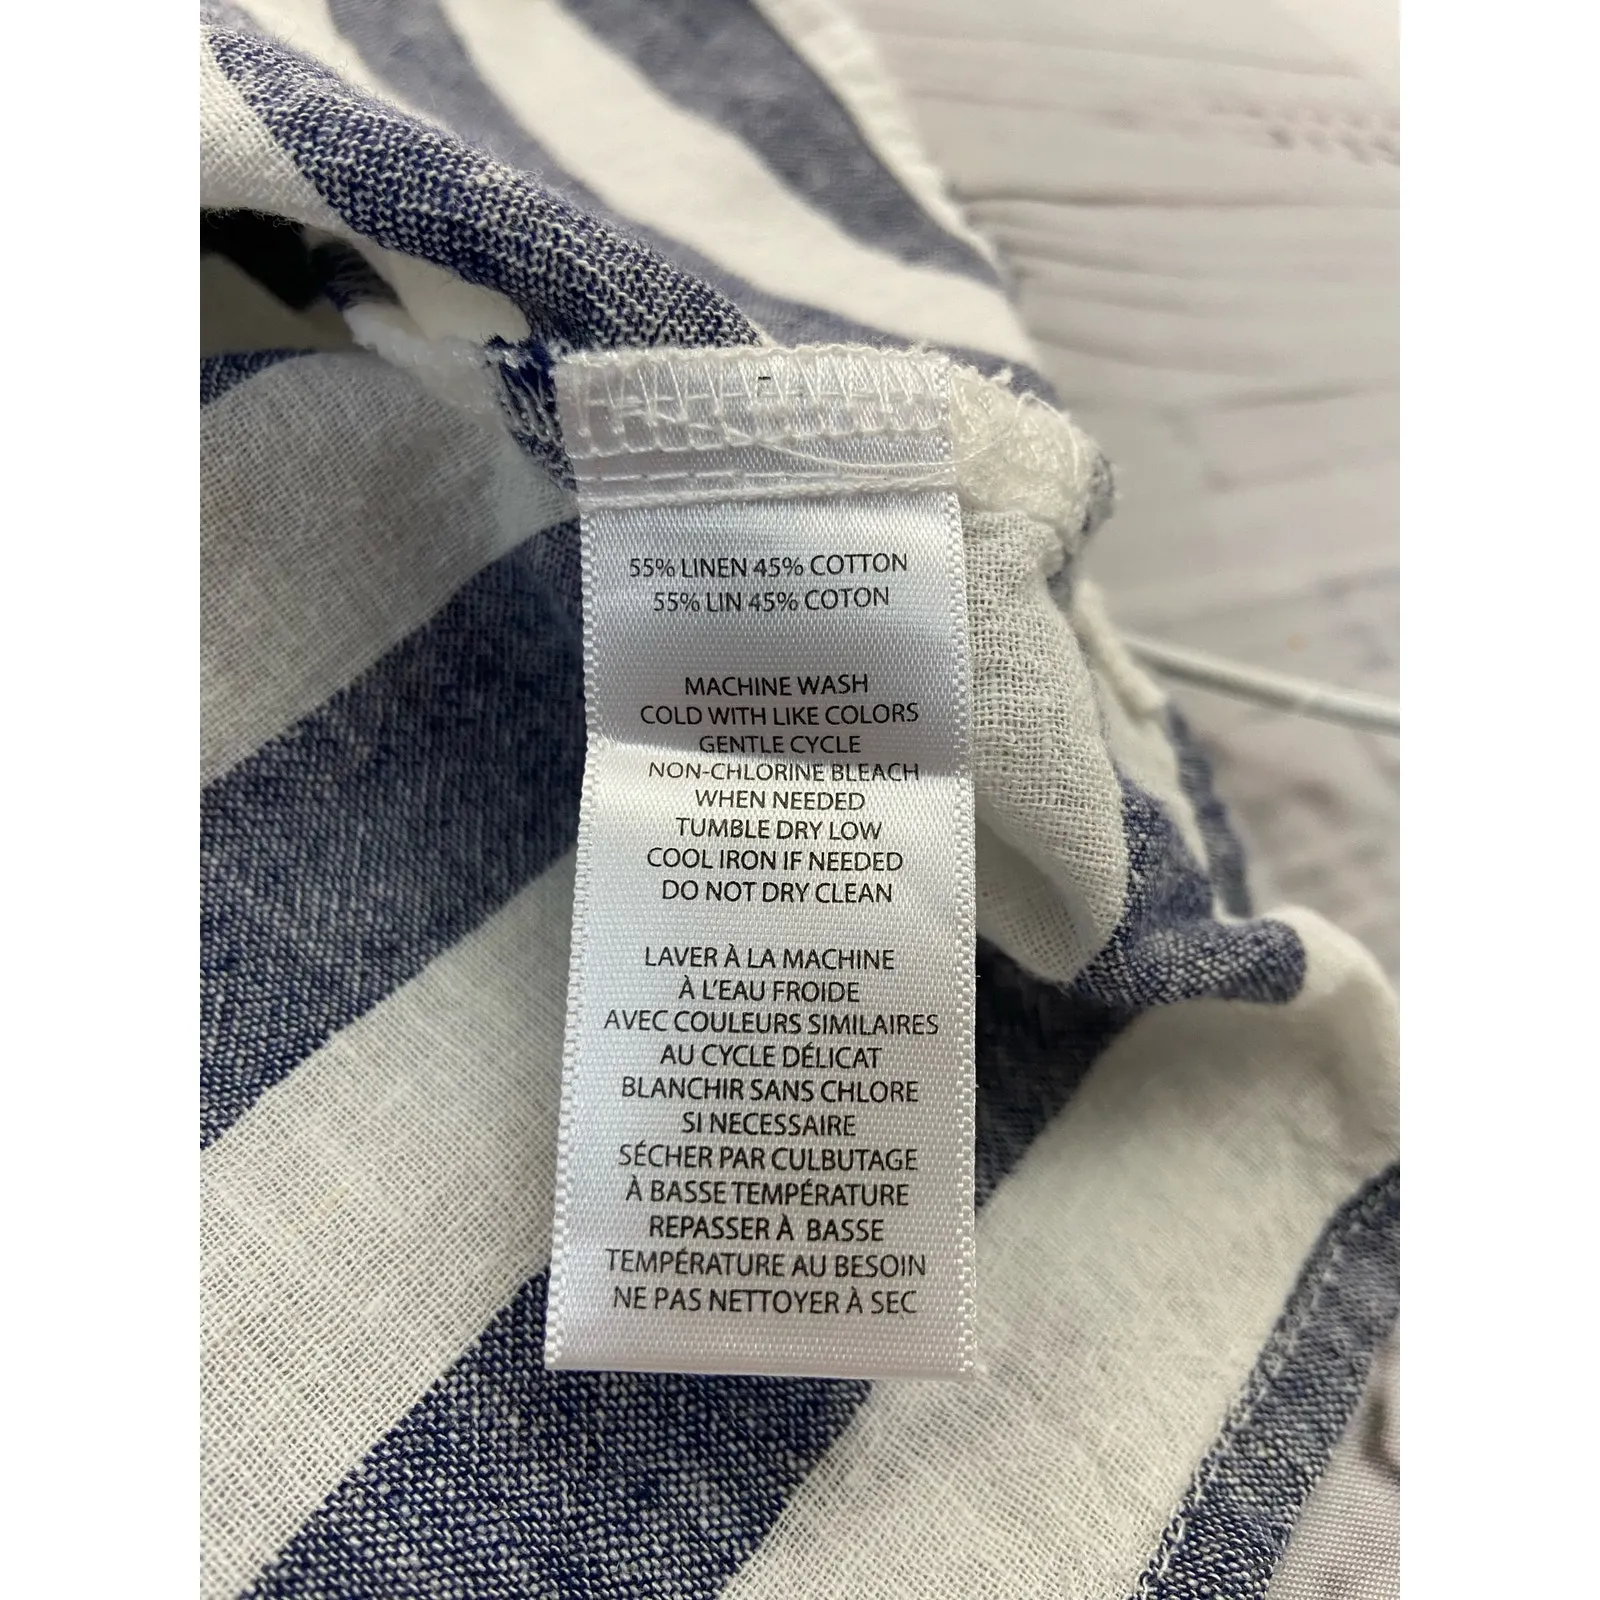 55% LINEN 45% COTTON
55% LIN 45% COTON
MACHINE WASH
COLD WITH LIKE COLORS
GENTLE CYCLE
NON-CHLORINE BLEACH
WHEN NEEDED
TUMBLE DRY LOW
COOL IRON IF NEEDED
DO NOT DRY CLEAN
LAVER À LA MACHINE
À L'EAU FROIDE
AVEC COULEURS SIMILAIRES
AU CYCLE DÉLICAT
BLANCHIR SANS CHLORE
SI NECESSAIRE
SÉCHER PAR CULBUTAGE
À BASSE TEMPÉRATURE
REPASSER À BASSE
TEMPÉRATURE AU BESOIN
NE PAS NETTOYER À SEC